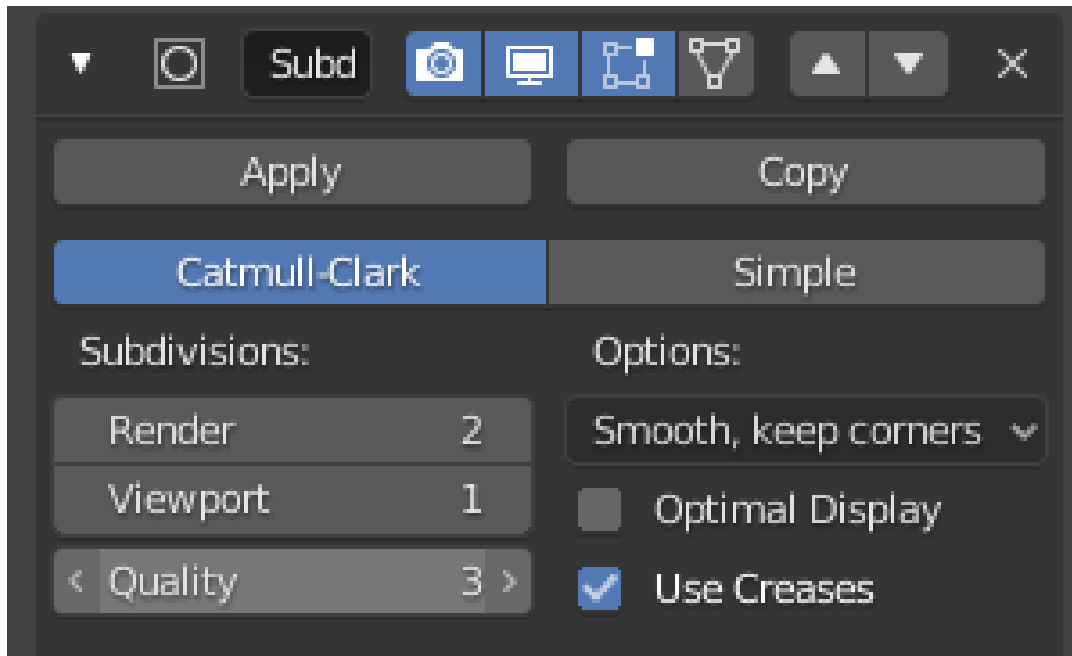 Subd
Apply Copy
Catmull-Clark Simple
Subdivisions: Options:
Render 2 Smooth, keep corners
Viewport 1 Optimal Display
Quality 3 Use Creases